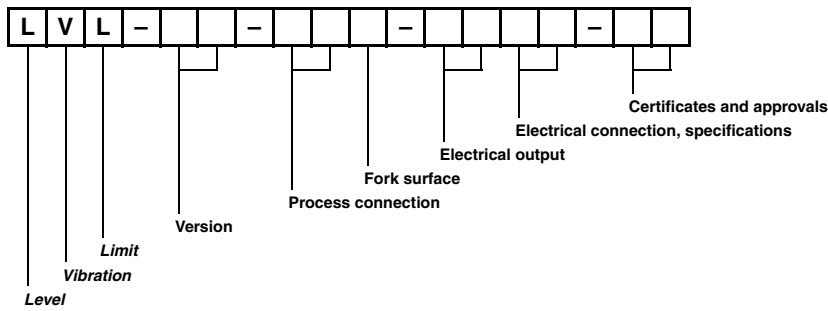 L V L – – – –
Certificates and approvals
Electrical connection, specifications
Electrical output
Fork surface
Process connection
Version
Limit
Vibration
Level